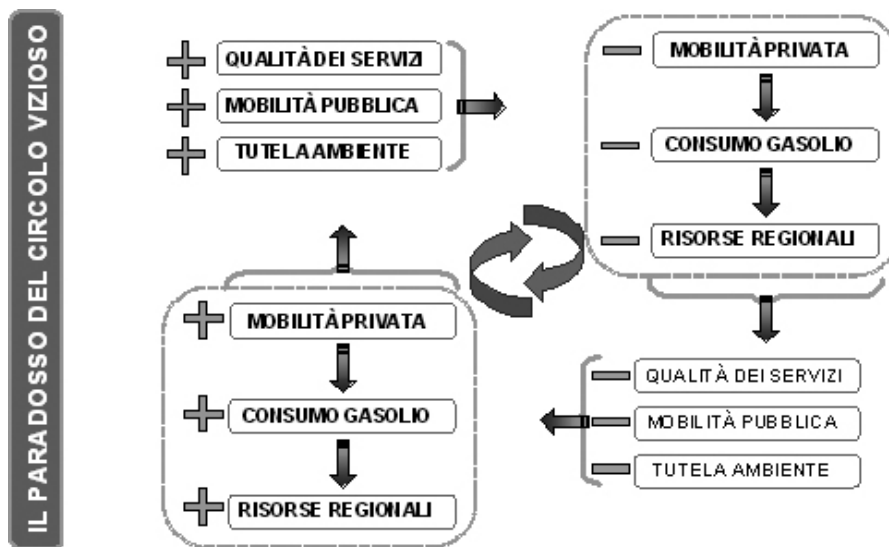 IL PARADOSSO DEL CIRCOLO VIZIOSO
QUALITÀ DEI SERVIZI
MOBILITÀ PUBBLICA
TUTELA AMBIENTE
MOBILITÀ PRIVATA
CONSUMO GASOLIO
RISORSE REGIONALI
QUALITÀ DEI SERVIZI
MOBILITÀ PUBBLICA
TUTELA AMBIENTE
MOBILITÀ PRIVATA
CONSUMO GASOLIO
RISORSE REGIONALI